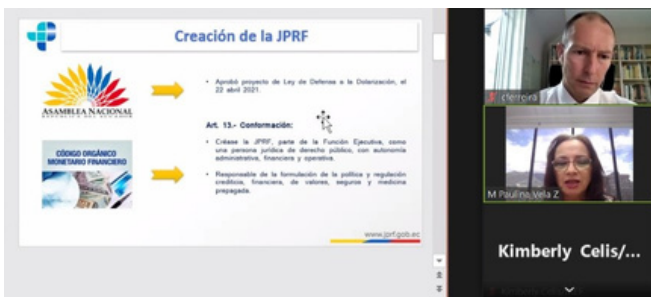 Creación de la JPRF
ASAMBLEA NACIONAL
REPÚBLICA DEL ECUADOR
• Aprobó proyecto de Ley de Defensa a la Dolarización, el
22 abril 2021.
Art. 13.- Conformación:
CÓDIGO ORGÁNICO
MONETARIO FINANCIERO
• Créase la JPRF, parte de la Función Ejecutiva, como
una persona jurídica de derecho público, con autonomía
administrativa, financiera y operativa.
• Responsable de la formulación de la política y regulación
crediticia, financiera, de valores, seguros y medicina
prepagada.
www.jprf.gob.ec
cferreira
M Paulina Vela Z
Kimberly Celis/...